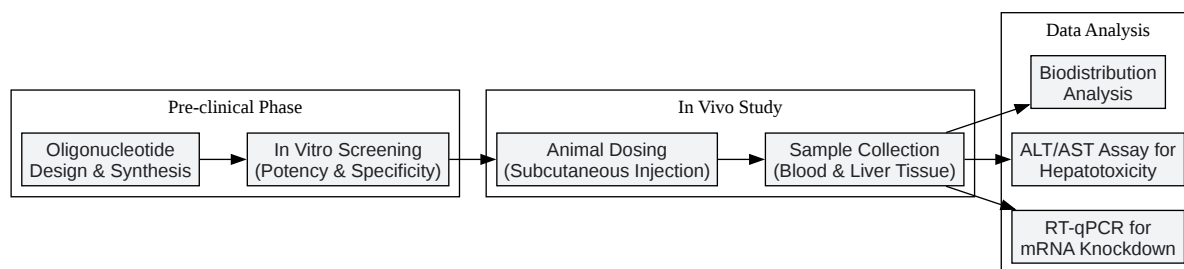 Pre-clinical Phase
Oligonucleotide
Design & Synthesis
In Vitro Screening
(Potency & Specificity)
In Vivo Study
Animal Dosing
(Subcutaneous Injection)
Sample Collection
(Blood & Liver Tissue)
Data Analysis
Biodistribution
Analysis
ALT/AST Assay for
Hepatotoxicity
RT-qPCR for
mRNA Knockdown